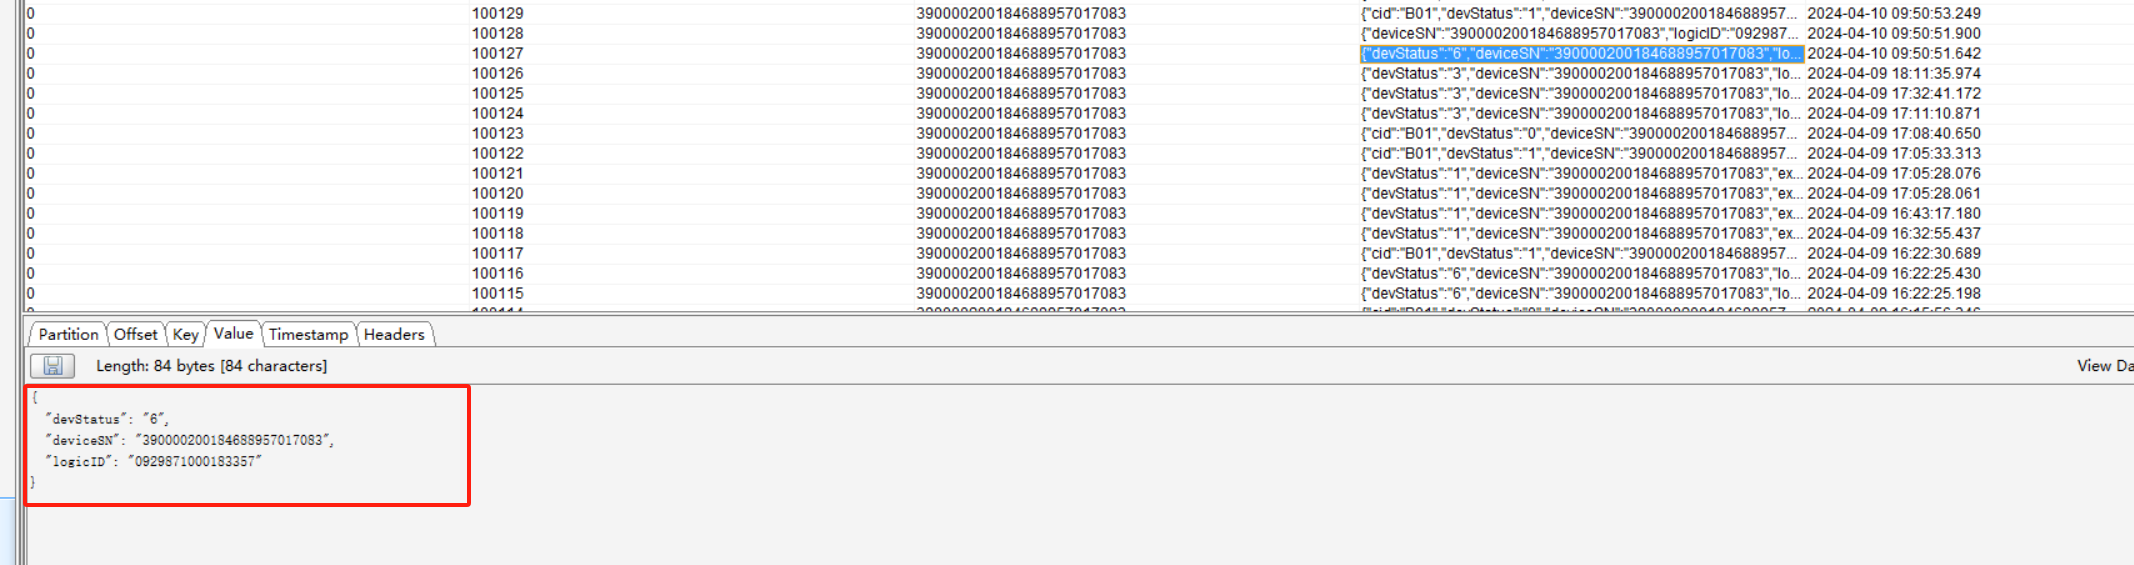 0 100129 390000200184688957017083 {"cid":"B01","devStatus":"1","deviceSN":"390000200184688957... 2024-04-10 09:50:53.249
0 100128 390000200184688957017083 {"deviceSN":"390000200184688957017083","logicID":"092987... 2024-04-10 09:50:51.900
0 100127 390000200184688957017083 {"devStatus":"6","deviceSN":"390000200184688957017083","lo... 2024-04-10 09:50:51.642
0 100126 390000200184688957017083 {"devStatus":"3","deviceSN":"390000200184688957017083","lo... 2024-04-09 18:11:35.974
0 100125 390000200184688957017083 {"devStatus":"3","deviceSN":"390000200184688957017083","lo... 2024-04-09 17:32:41.172
0 100124 390000200184688957017083 {"devStatus":"3","deviceSN":"390000200184688957017083","lo... 2024-04-09 17:11:10.871
0 100123 390000200184688957017083 {"cid":"B01","devStatus":"0","deviceSN":"390000200184688957... 2024-04-09 17:08:40.650
0 100122 390000200184688957017083 {"cid":"B01","devStatus":"1","deviceSN":"390000200184688957... 2024-04-09 17:05:33.313
0 100121 390000200184688957017083 {"devStatus":"1","deviceSN":"390000200184688957017083","ex... 2024-04-09 17:05:28.076
0 100120 390000200184688957017083 {"devStatus":"1","deviceSN":"390000200184688957017083","ex... 2024-04-09 17:05:28.061
0 100119 390000200184688957017083 {"devStatus":"1","deviceSN":"390000200184688957017083","ex... 2024-04-09 16:43:17.180
0 100118 390000200184688957017083 {"devStatus":"1","deviceSN":"390000200184688957017083","ex... 2024-04-09 16:32:55.437
0 100117 390000200184688957017083 {"cid":"B01","devStatus":"1","deviceSN":"390000200184688957... 2024-04-09 16:22:30.689
0 100116 390000200184688957017083 {"devStatus":"6","deviceSN":"390000200184688957017083","lo... 2024-04-09 16:22:25.430
0 100115 390000200184688957017083 {"devStatus":"6","deviceSN":"390000200184688957017083","lo... 2024-04-09 16:22:25.198
Partition Offset Key Value Timestamp Headers
Length: 84 bytes [84 characters] View Da
{
"devStatus": "6",
"deviceSN": "390000200184688957017083",
"logicID": "0929871000183357"
}